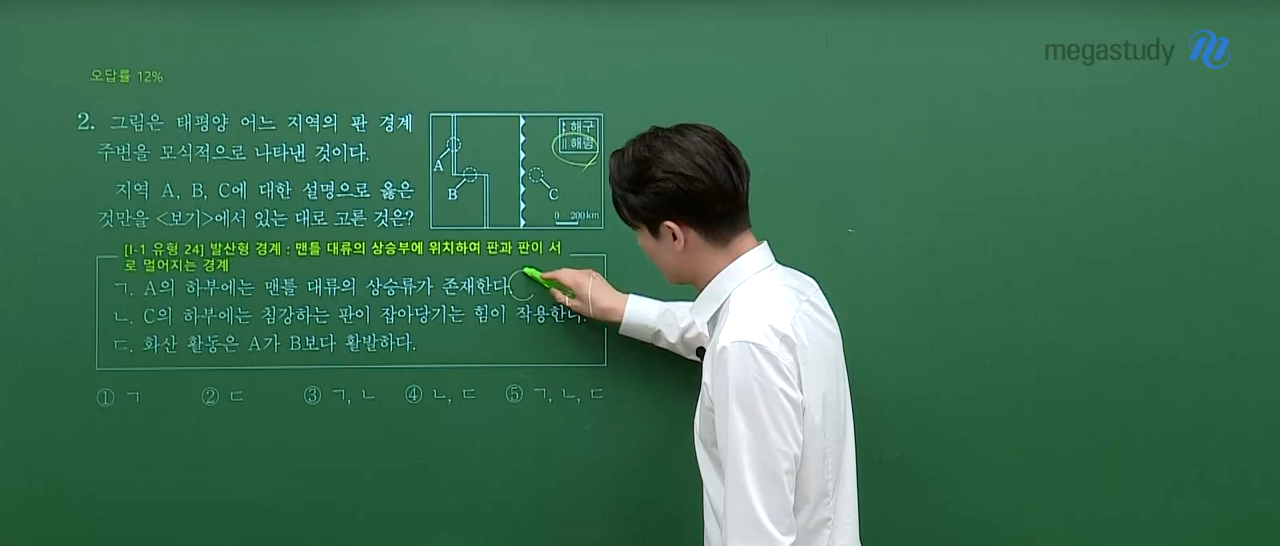 megastudy
오답률 12%
2. 그림은 태평양 어느 지역의 판 경계
주변을 모식적으로 나타낸 것이다.
지역 A, B, C에 대한 설명으로 옳은
것만을 <보기>에서 있는 대로 고른 것은?
해구
해령
A
B
C
0 200km
[I-1 유형 24] 발산형 경계 : 맨틀 대류의 상승부에 위치하여 판과 판이 서
로 멀어지는 경계
ㄱ. A의 하부에는 맨틀 대류의 상승류가 존재한다.
ㄴ. C의 하부에는 침강하는 판이 잡아당기는 힘이 작용한다.
ㄷ. 화산 활동은 A가 B보다 활발하다.
① ㄱ ② ㄷ ③ ㄱ, ㄴ ④ ㄴ, ㄷ ⑤ ㄱ, ㄴ, ㄷ